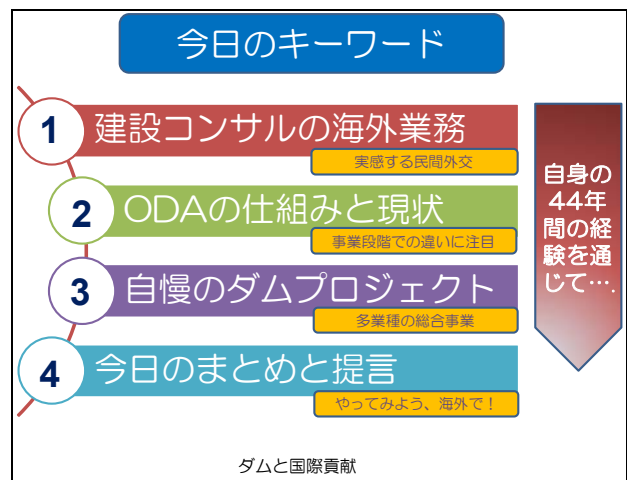 今日のキーワード
1
建設コンサルの海外業務
実感する民間外交
2
ODAの仕組みと現状
事業段階での違いに注目
3
自慢のダムプロジェクト
多業種の総合事業
4
今日のまとめと提言
やってみよう、海外で！
自身の
44年
間の経
験を通
じて….
ダムと国際貢献